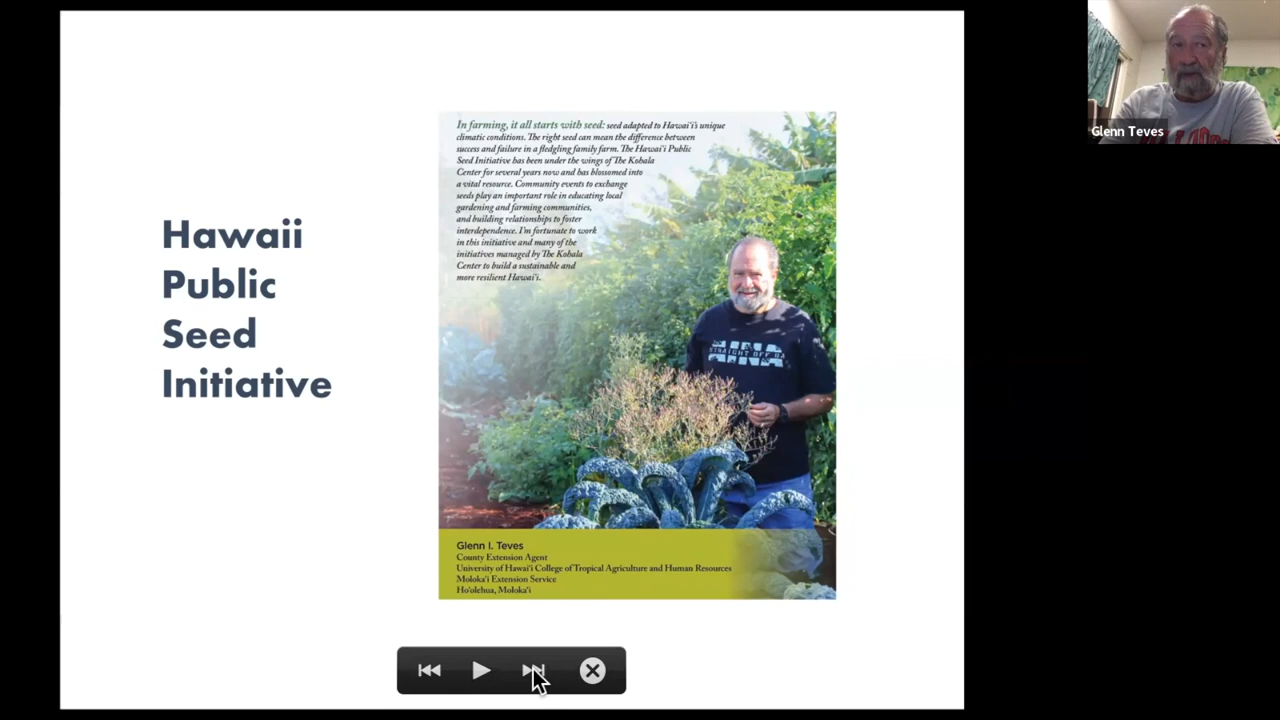 Hawaii
Public
Seed
Initiative
In farming, it all starts with seed: seed adapted to Hawai‘i's unique
climatic conditions. The right seed can mean the difference between
success and failure in a fledgling family farm. The Hawai‘i Public
Seed Initiative has been under the wings of The Kohala
Center for several years now and has blossomed into
a vital resource. Community events to exchange
seeds play an important role in educating local
gardening and farming communities,
and building relationships to foster
interdependence. I'm fortunate to work
in this initiative and many of the
initiatives managed by The Kohala
Center to build a sustainable and
more resilient Hawai‘i.
STRAIGHT OFF DA
AINA
Glenn I. Teves
County Extension Agent
University of Hawai‘i College of Tropical Agriculture and Human Resources
Moloka‘i Extension Service
Ho‘olehua, Moloka‘i
Glenn Teves